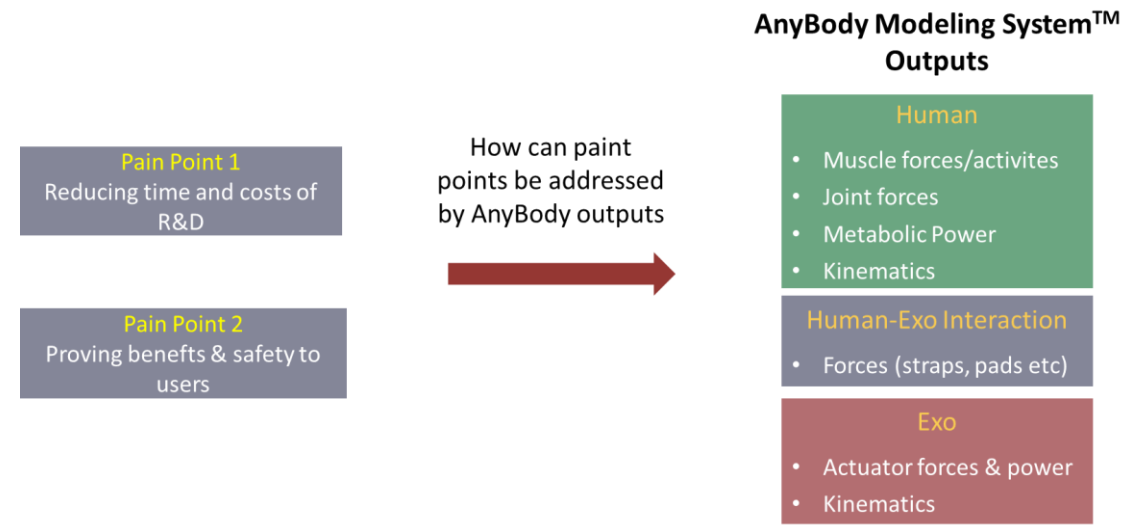 Pain Point 1
Reducing time and costs of
R&D
Pain Point 2
Proving benefts & safety to
users
How can paint
points be addressed
by AnyBody outputs
AnyBody Modeling System™
Outputs
Human
• Muscle forces/activites
• Joint forces
• Metabolic Power
• Kinematics
Human-Exo Interaction
• Forces (straps, pads etc)
Exo
• Actuator forces & power
• Kinematics